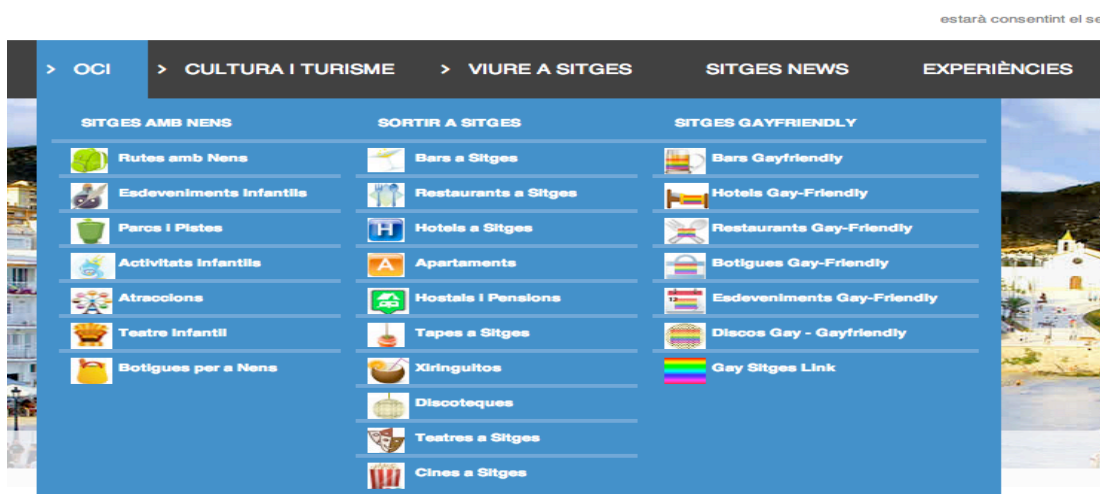 estarà consentint el se
> OCI > CULTURA I TURISME > VIURE A SITGES SITGES NEWS EXPERIÈNCIES
SITGES AMB NENS
Rutes amb Nens
Esdeveniments Infantils
Parcs i Pistes
Activitats Infantils
Atraccions
Teatre Infantil
Botigues per a Nens
SORTIR A SITGES
Bars a Sitges
Restaurants a Sitges
H Hotels a Sitges
A Apartaments
Hostals i Pensions
Tapes a Sitges
Xiringuitos
Discoteques
Teatres a Sitges
Cines a Sitges
SITGES GAYFRIENDLY
Bars Gayfriendly
Hotels Gay-Friendly
Restaurants Gay-Friendly
Botigues Gay-Friendly
12 Esdeveniments Gay-Friendly
Discos Gay - Gayfriendly
Gay Sitges Link